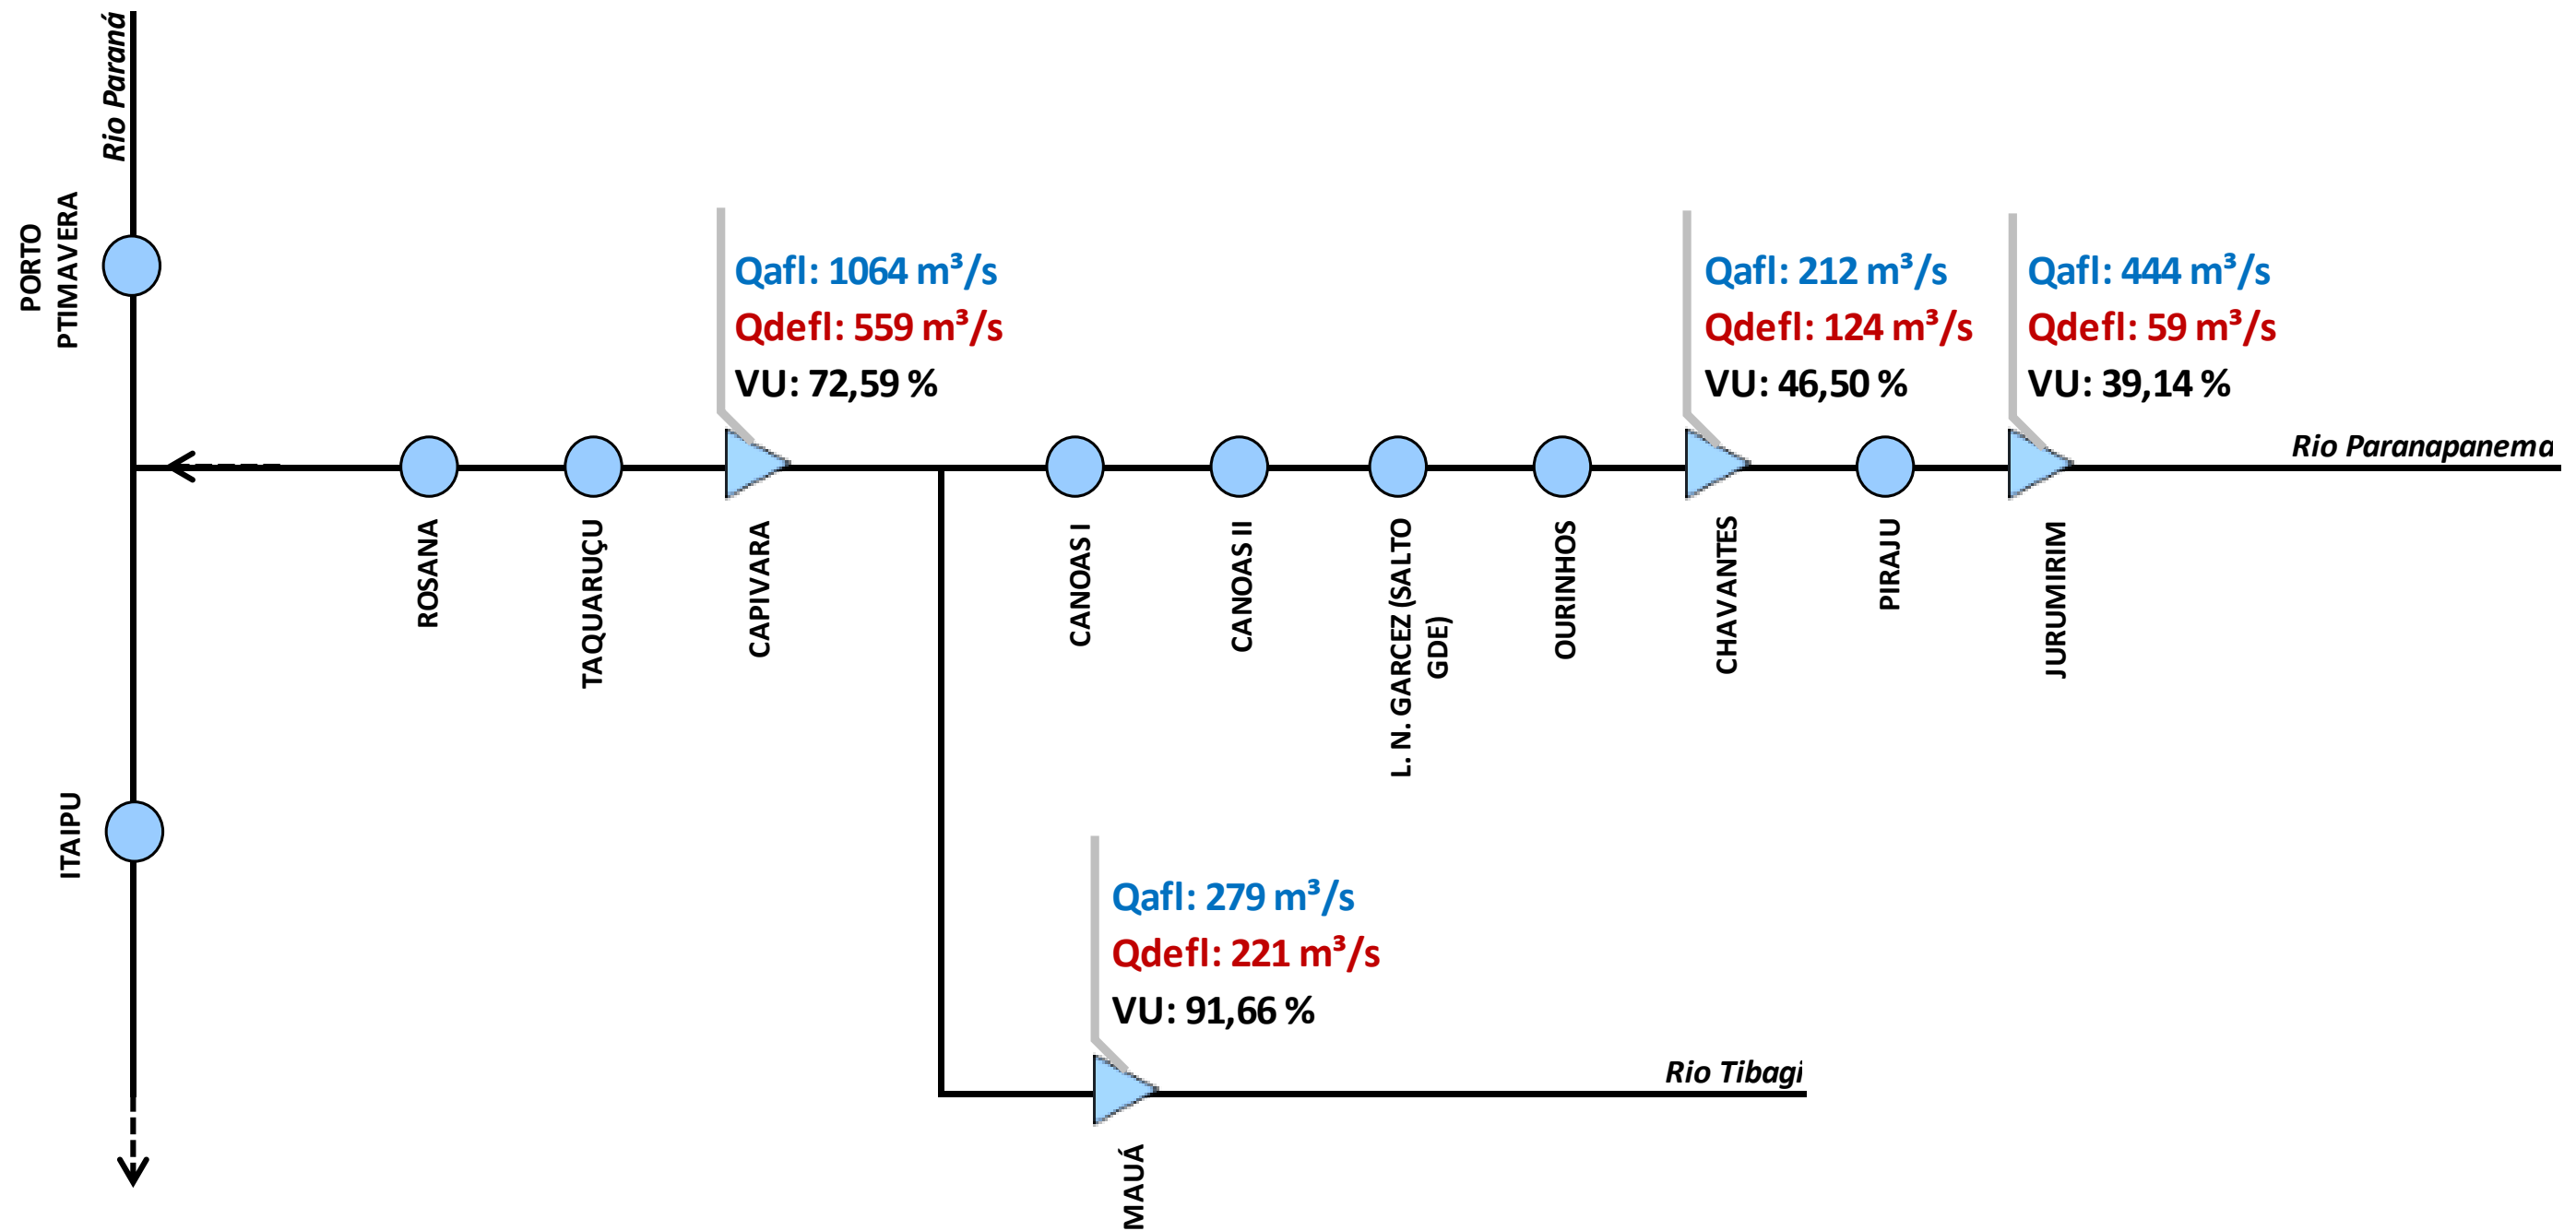 Rio Paraná
PORTO
PTIMAVERA
Qafl: 1064 m³/s
Qdefl: 559 m³/s
VU: 72,59 %
Qafl: 212 m³/s
Qdefl: 124 m³/s
VU: 46,50 %
Qafl: 444 m³/s
Qdefl: 59 m³/s
VU: 39,14 %
Rio Paranapanema
ROSANA
TAQUARUÇU
CAPIVARA
CANOAS I
CANOAS II
L. N. GARCEZ (SALTO
GDE)
OURINHOS
CHAVANTES
PIRAJU
JURUMIRIM
ITAIPU
Qafl: 279 m³/s
Qdefl: 221 m³/s
VU: 91,66 %
Rio Tibagi
MAUÁ